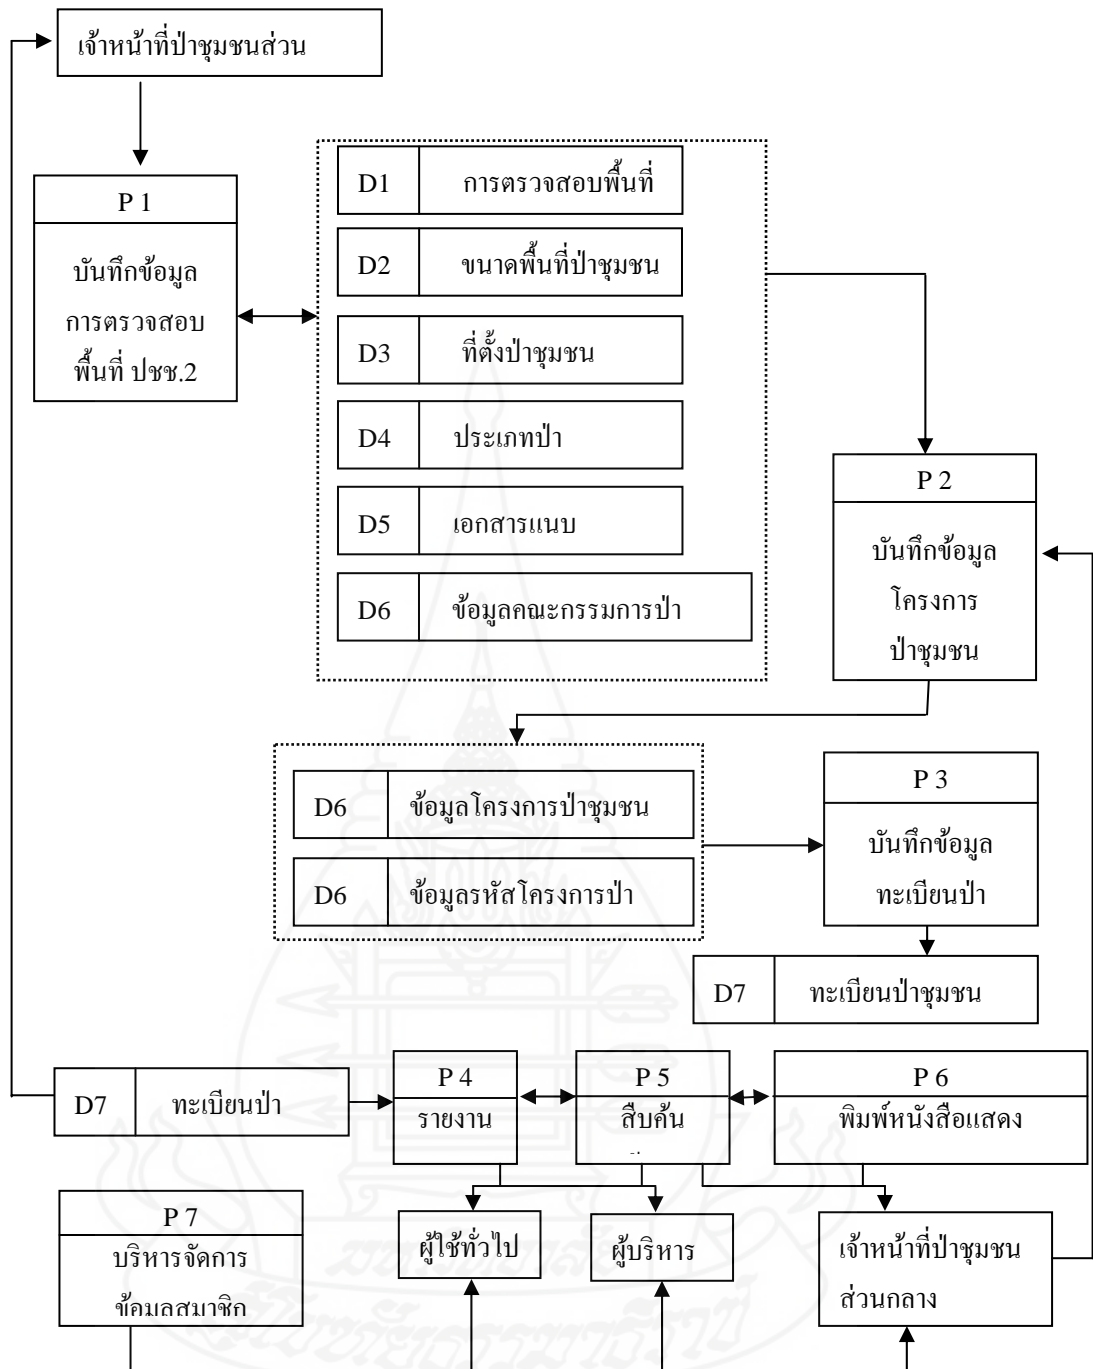 เจ้าหน้าที่ป่าชุมชนส่วน
P 1
บันทึกข้อมูล
การตรวจสอบ
พื้นที่ ปชช.2
D1 การตรวจสอบพื้นที่
D2 ขนาดพื้นที่ป่าชุมชน
D3 ที่ตั้งป่าชุมชน
D4 ประเภทป่า
D5 เอกสารแนบ
D6 ข้อมูลคณะกรรมการป่า
P 2
บันทึกข้อมูล
โครงการ
ป่าชุมชน
D6 ข้อมูลโครงการป่าชุมชน
D6 ข้อมูลรหัสโครงการป่า
P 3
บันทึกข้อมูล
ทะเบียนป่า
D7 ทะเบียนป่าชุมชน
D7 ทะเบียนป่า
P 4
รายงาน
P 5
สืบค้น
P 6
พิมพ์หนังสือแสดง
P 7
บริหารจัดการ
ข้อมูลสมาชิก
ผู้ใช้ทั่วไป
ผู้บริหาร
เจ้าหน้าที่ป่าชุมชน
ส่วนกลาง